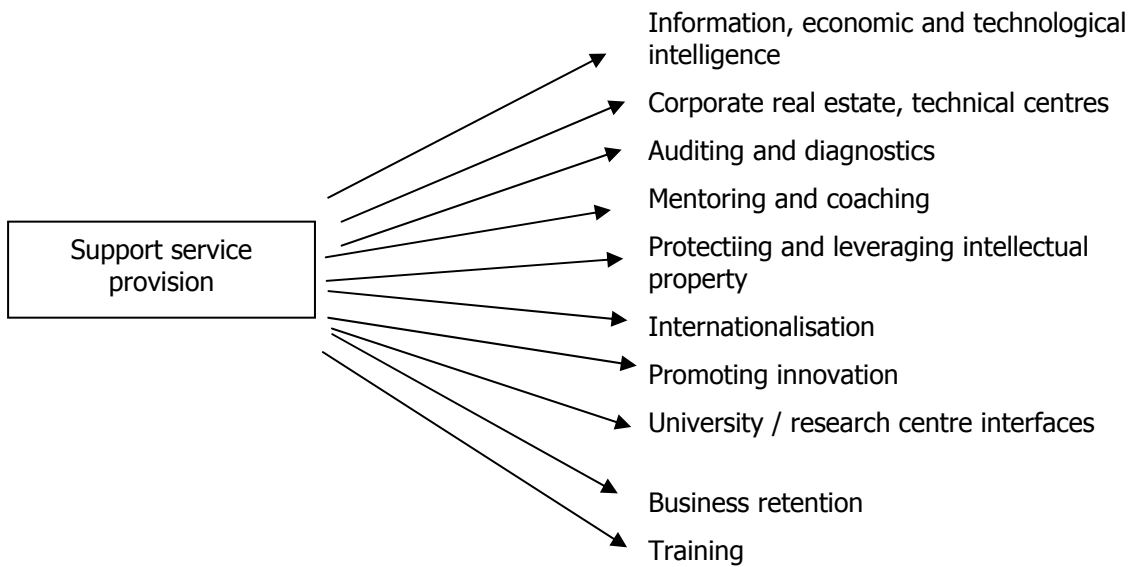 Information, economic and technological
intelligence
Corporate real estate, technical centres
Auditing and diagnostics
Mentoring and coaching
Support service
provision
Protectiing and leveraging intellectual
property
Internationalisation
Promoting innovation
University / research centre interfaces
Business retention
Training